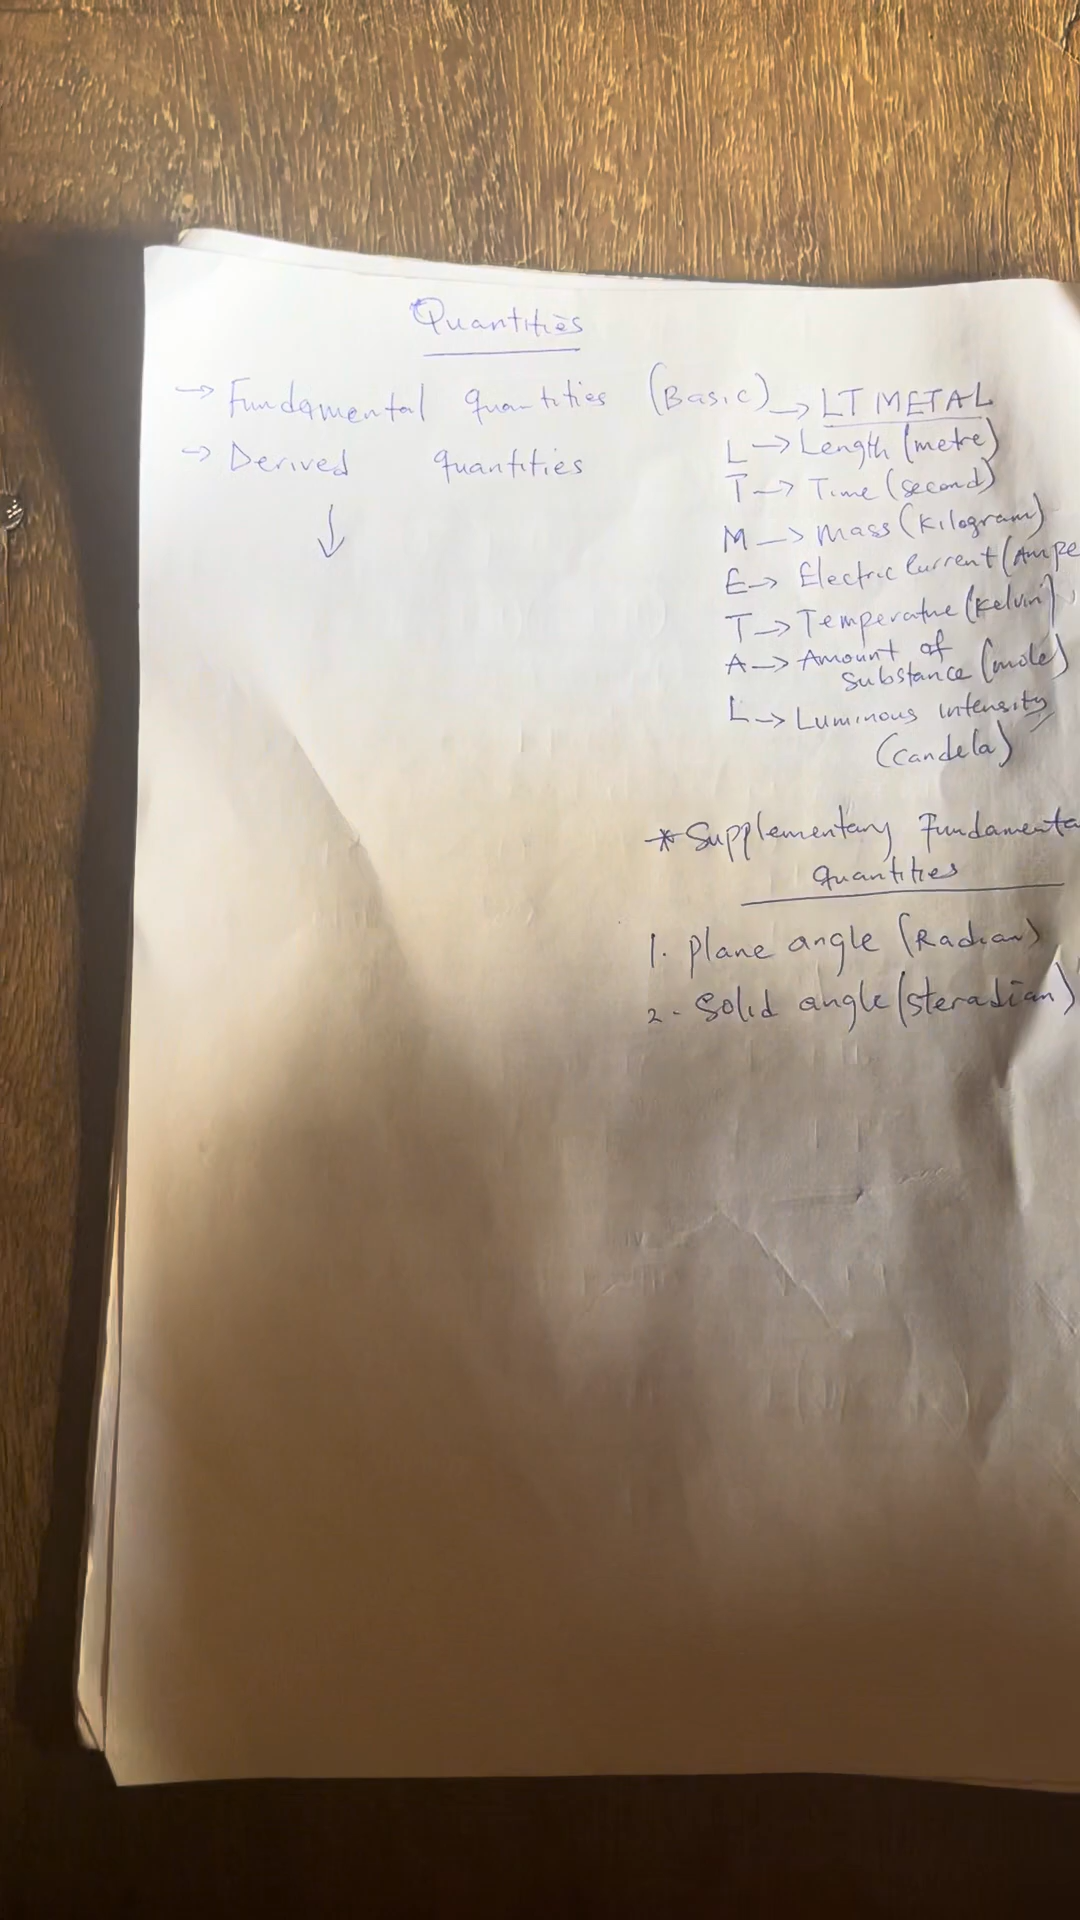 Quantities
→ Fundamental quantities (Basic) → LT METAL
→ Derived quantities
↓
L → Length (metre)
T → Time (second)
M → Mass (Kilogram)
E → Electric Current (Ampe
T → Temperature (Kelvin)
A → Amount of
Substance (mole)
L → Luminous intensity
(Candela)
* Supplementary Fundamenta
quantities
1. Plane angle (Radian)
2. Solid angle (Steradian)